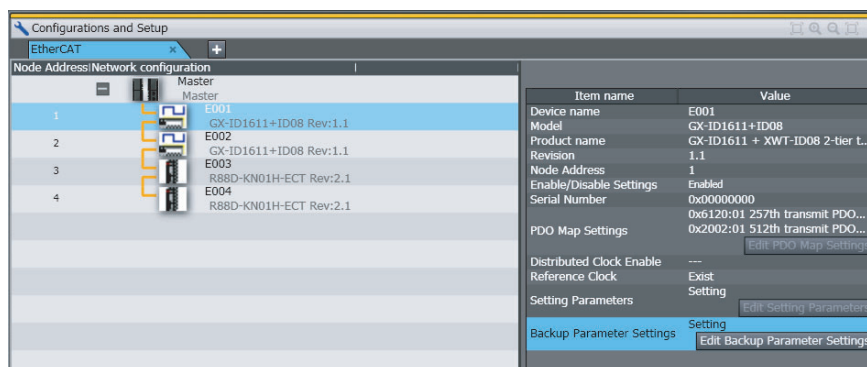 Configurations and Setup
EtherCAT × +
Node Address|Network configuration
Master
Master
1 E001
GX-ID1611+ID08 Rev:1.1
2 E002
GX-ID1611+ID08 Rev:1.1
3 E003
R88D-KN01H-ECT Rev:2.1
4 E004
R88D-KN01H-ECT Rev:2.1
Item name Value
Device name E001
Model GX-ID1611+ID08
Product name GX-ID1611 + XWT-ID08 2-tier t...
Revision 1.1
Node Address 1
Enable/Disable Settings Enabled
Serial Number 0x00000000
PDO Map Settings 0x6120:01 257th transmit PDO...
0x2002:01 512th transmit PDO...
Edit PDO Map Settings
Distributed Clock Enable ---
Reference Clock Exist
Setting Parameters Setting
Edit Setting Parameters
Backup Parameter Settings Setting
Edit Backup Parameter Settings